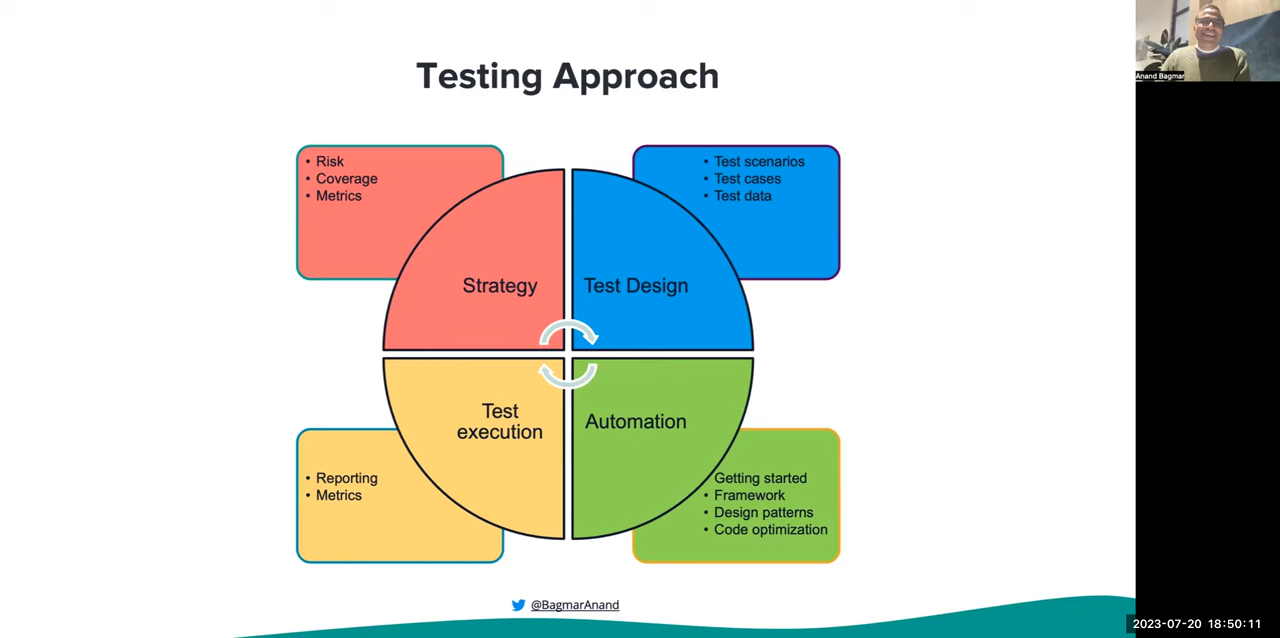 Testing Approach
• Risk
• Coverage
• Metrics
• Test scenarios
• Test cases
• Test data
Strategy
Test Design
Test
execution
Automation
• Reporting
• Metrics
Getting started
• Framework
• Design patterns
• Code optimization
@BagmarAnand
Anand Bagmar
2023-07-20 18:50:11